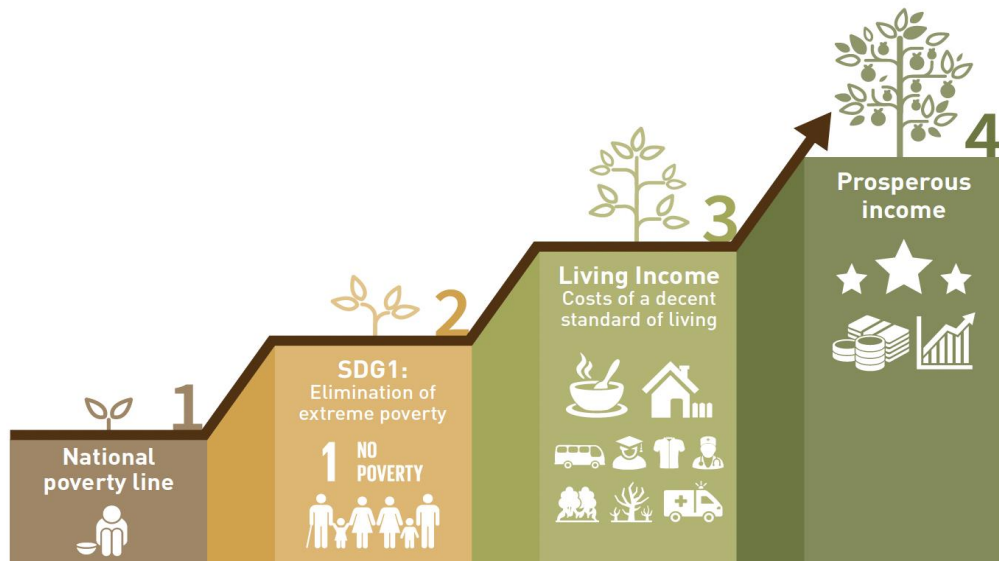 1
National
poverty line
2
SDG1:
Elimination of
extreme poverty
1 NO
POVERTY
3
Living Income
Costs of a decent
standard of living
4
Prosperous
income